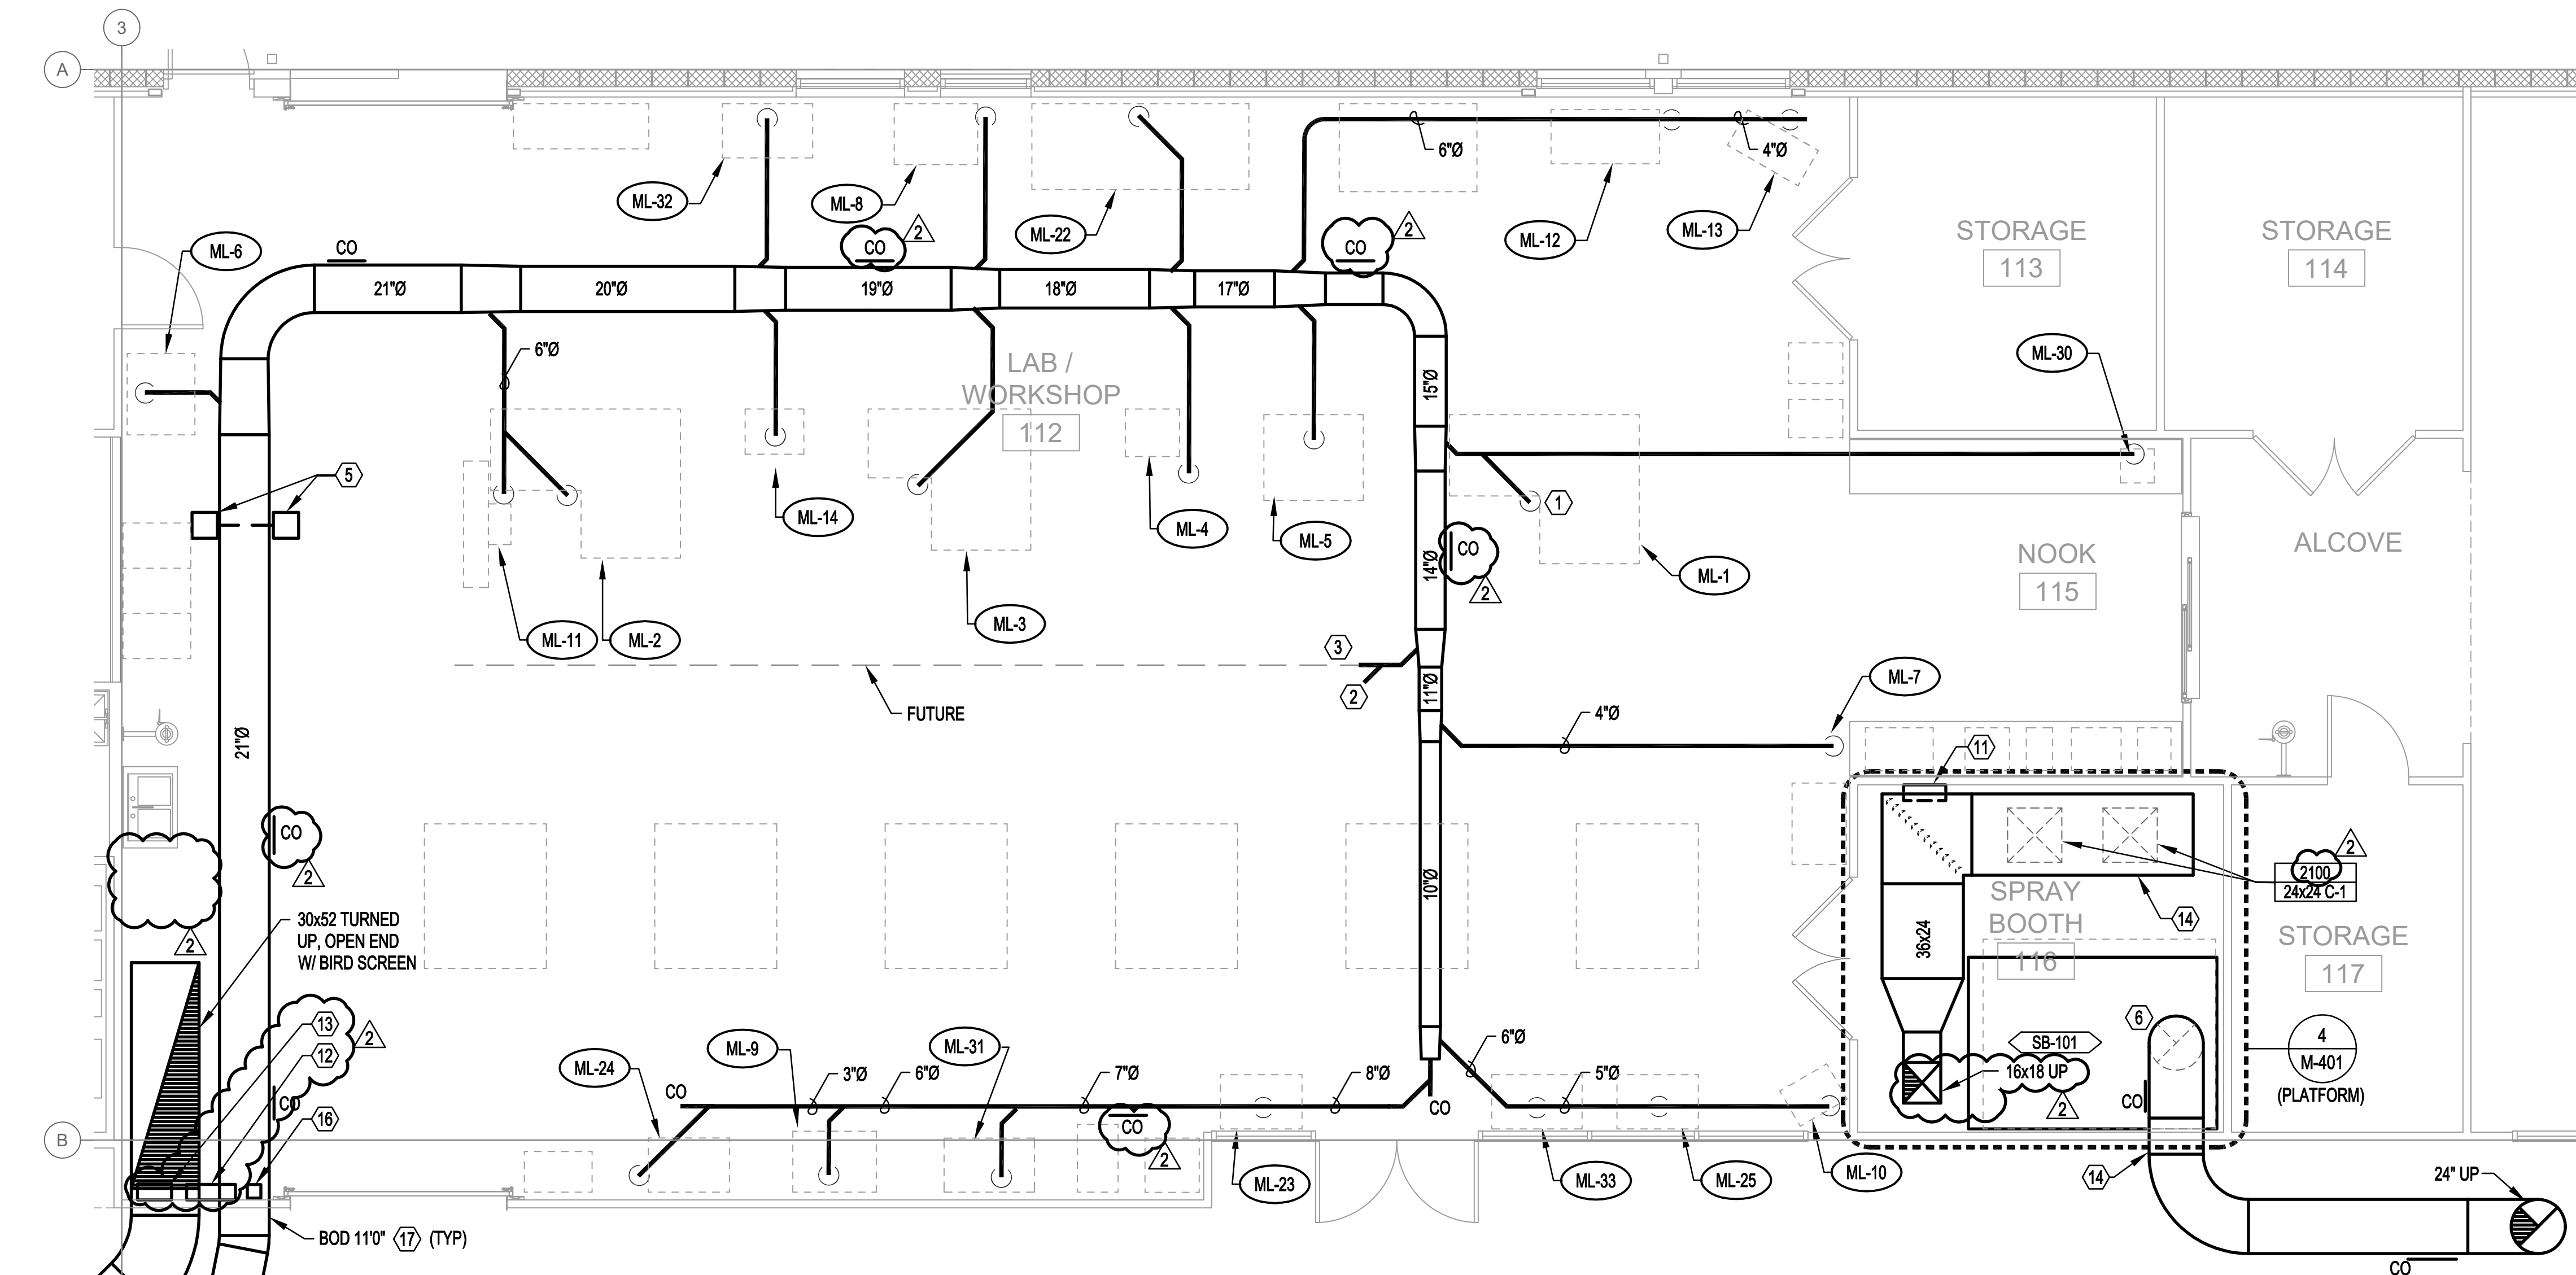 3
A
ML-32
ML-8
2
CO
ML-22
CO
2
6"Ø
4"Ø
ML-12
ML-13
STORAGE
113
STORAGE
114
ML-6
CO
21"Ø
20"Ø
19"Ø
18"Ø
17"Ø
6"Ø
LAB /
WORKSHOP
112
15"Ø
ML-30
5
ML-14
ML-4
ML-5
1
14"Ø
CO
2
ML-1
NOOK
115
ALCOVE
ML-11
ML-2
ML-3
3
2
FUTURE
11"Ø
4"Ø
ML-7
21"Ø
CO
2
2
11
2
2100
24x24 C-1
14
10"Ø
36x24
SPRAY
BOOTH
116
STORAGE
117
30x52 TURNED
UP, OPEN END
W/ BIRD SCREEN
13
12
2
CO
16
ML-24
ML-9
ML-31
3"Ø
6"Ø
7"Ø
8"Ø
6"Ø
5"Ø
CO
CO
CO
2
6
SB-101
16x18 UP
2
CO
4
M-401
(PLATFORM)
B
ML-23
ML-33
ML-25
ML-10
14
24" UP
BOD 11'0" 17 (TYP)
CO